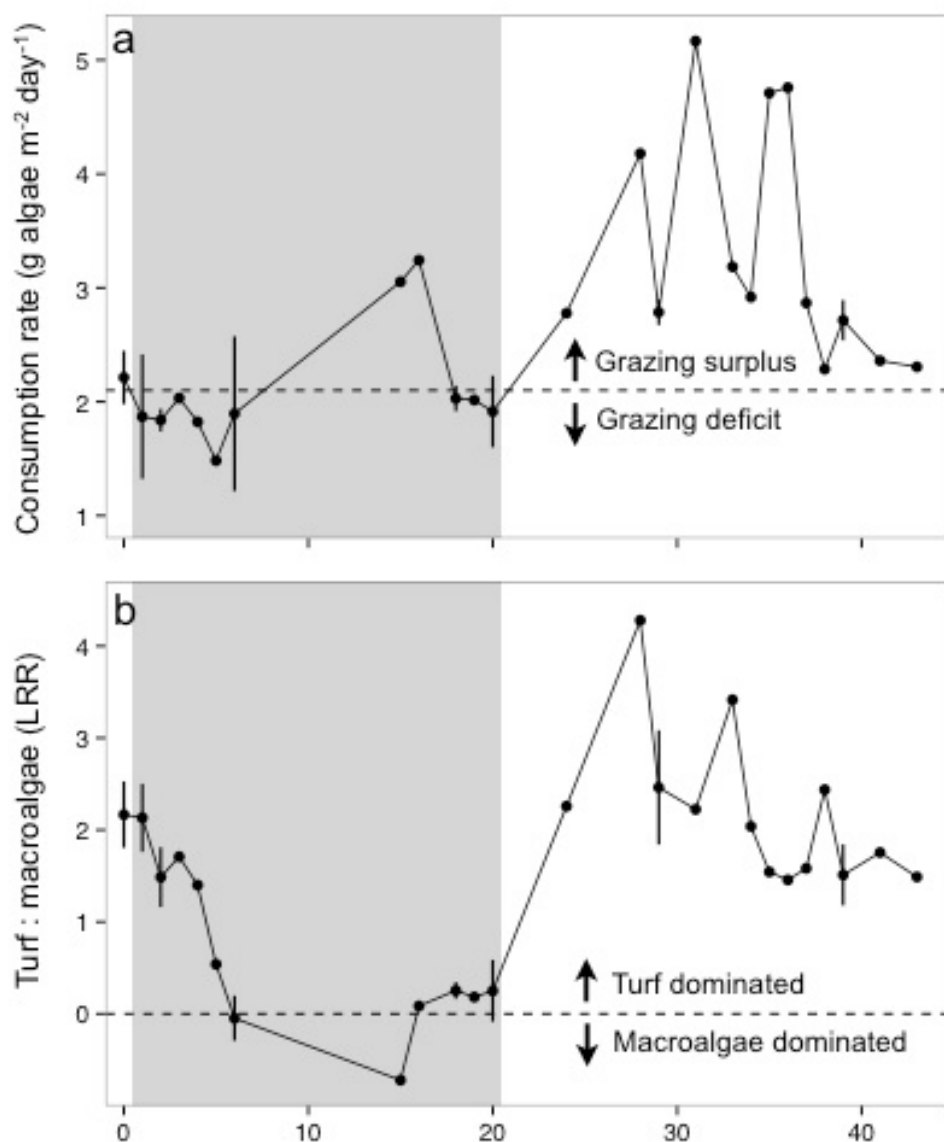 a
Consumption rate (g algae m⁻² day⁻¹)
5
4
3
2
1
Grazing surplus
Grazing deficit
b
Turf : macroalgae (LRR)
4
3
2
1
0
Turf dominated
Macroalgae dominated
0 10 20 30 40